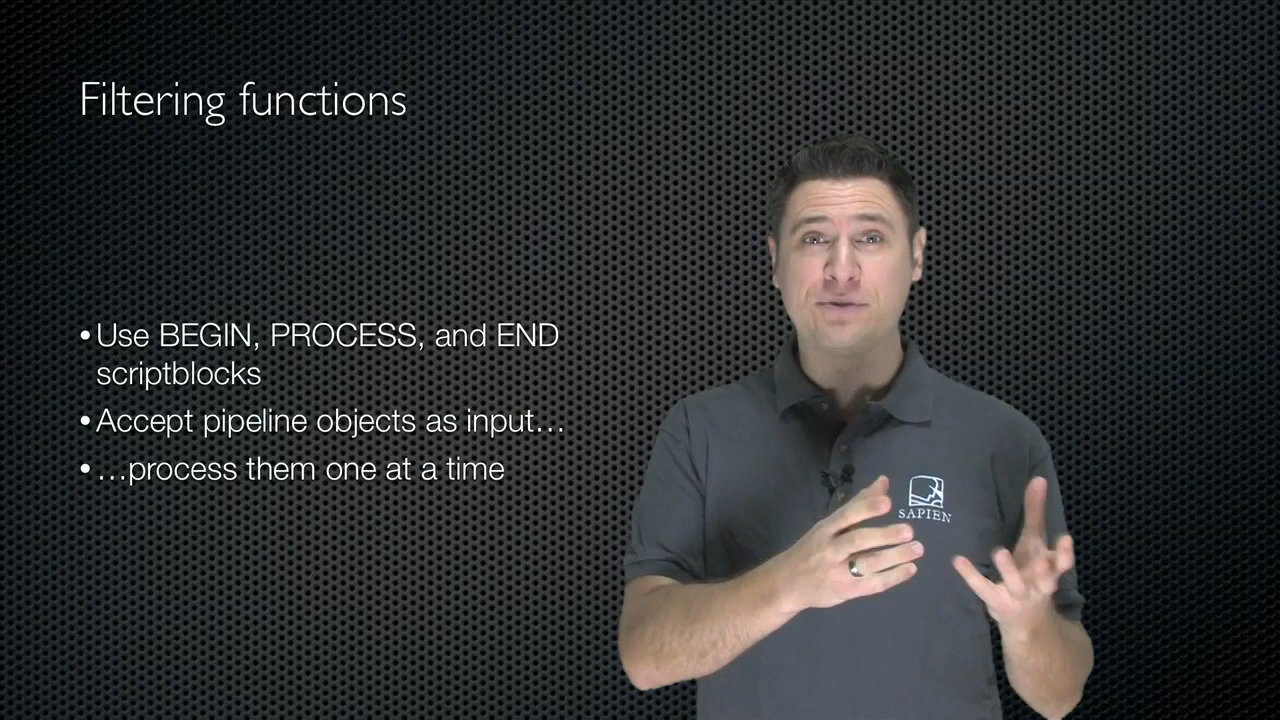 Filtering functions
•Use BEGIN, PROCESS, and END
scriptblocks
•Accept pipeline objects as input…
•…process them one at a time
SAPIEN